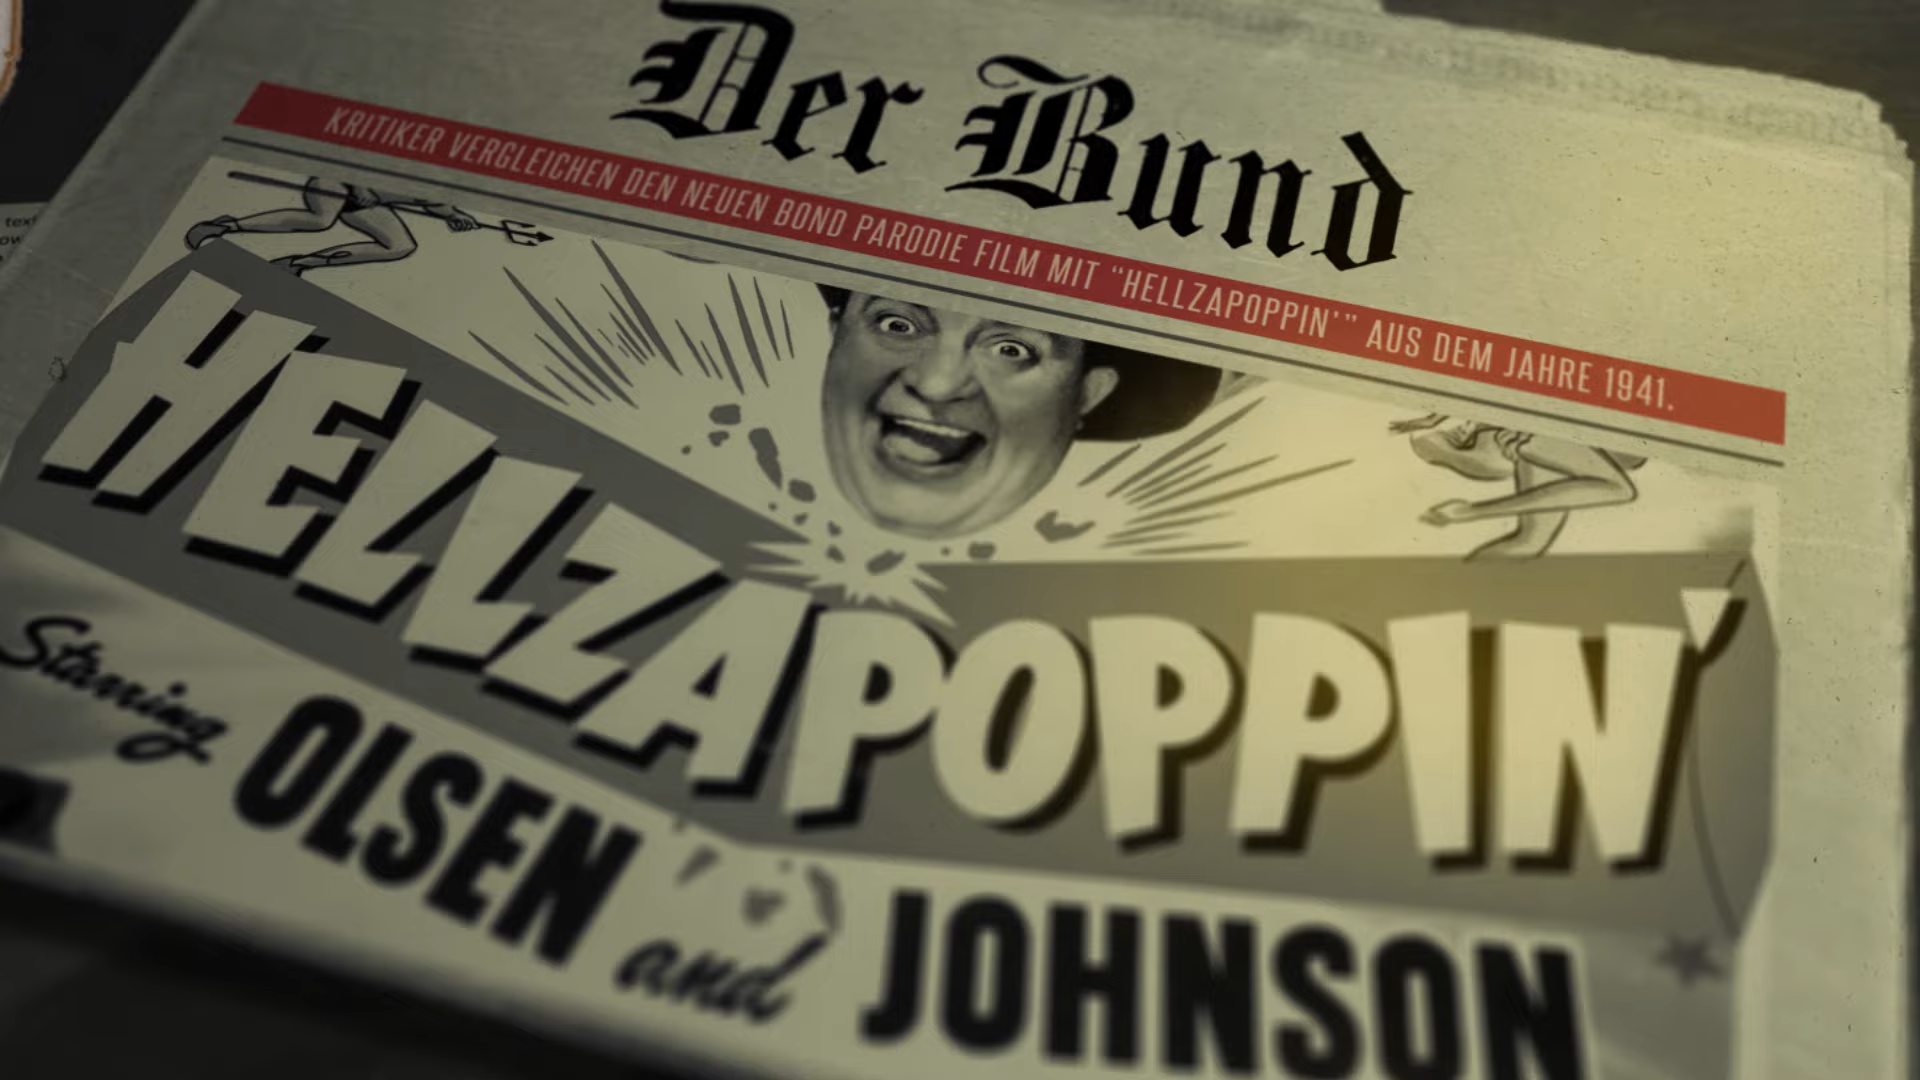 Der Bund
KRITIKER VERGLEICHEN DEN NEUEN BOND PARODIE FILM MIT “HELLZAPOPPIN'” AUS DEM JAHRE 1941.
HELLZAPOPPIN'
Starring OLSEN and JOHNSON